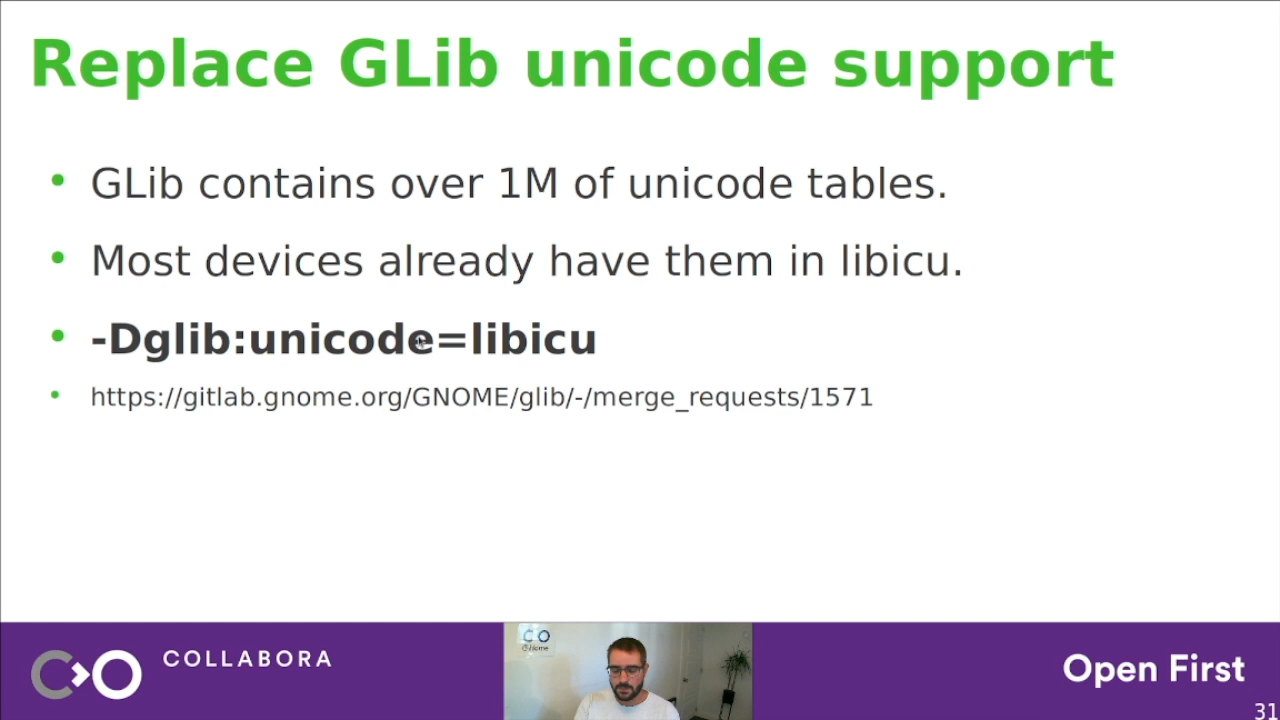 Replace GLib unicode support
GLib contains over 1M of unicode tables.
Most devices already have them in libicu.
-Dglib:unicode=libicu
https://gitlab.gnome.org/GNOME/glib/-/merge_requests/1571
COLLABORA
Open First
31